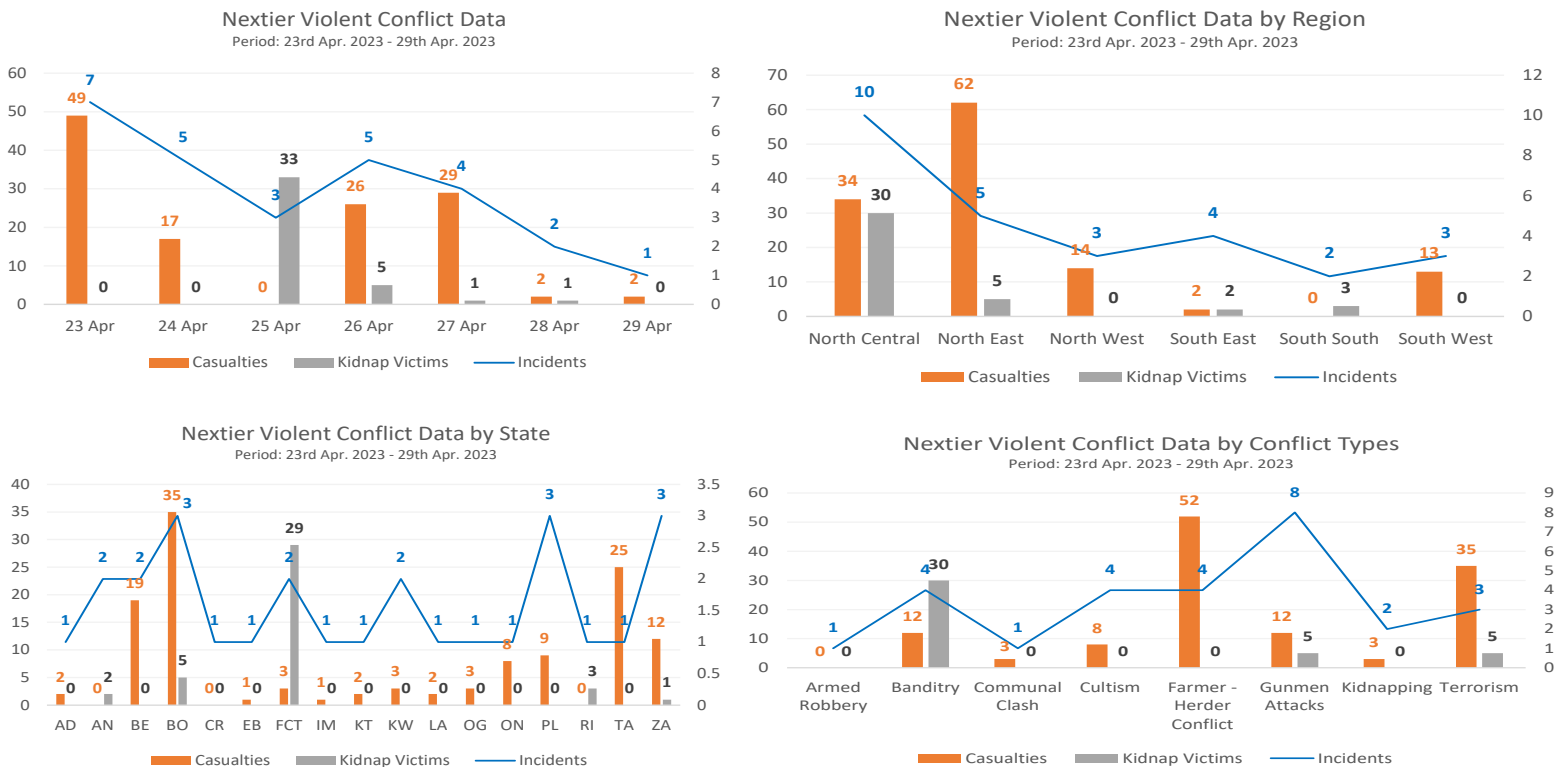 Nextier Violent Conflict Data
Period: 23rd Apr. 2023 - 29th Apr. 2023
60
50
40
30
20
10
0
8
7
6
5
4
3
2
1
0
49
17
0
26
29
2
2
0
0
33
5
1
1
0
7
5
3
5
4
2
1
23 Apr
24 Apr
25 Apr
26 Apr
27 Apr
28 Apr
29 Apr
Casualties
Kidnap Victims
Incidents
Nextier Violent Conflict Data by Region
Period: 23rd Apr. 2023 - 29th Apr. 2023
70
60
50
40
30
20
10
0
12
10
8
6
4
2
0
34
62
14
2
0
13
30
5
0
2
3
0
10
5
3
4
2
3
North Central
North East
North West
South East
South South
South West
Casualties
Kidnap Victims
Incidents
Nextier Violent Conflict Data by State
Period: 23rd Apr. 2023 - 29th Apr. 2023
40
35
30
25
20
15
10
5
0
3.5
3
2.5
2
1.5
1
0.5
0
2
0
19
35
0
1
3
1
2
3
2
3
8
9
0
25
12
0
2
0
5
0
0
29
0
0
0
0
0
0
0
3
0
1
1
2
2
3
1
1
2
1
1
2
1
1
1
3
1
1
3
AD
AN
BE
BO
CR
EB
FCT
IM
KT
KW
LA
OG
ON
PL
RI
TA
ZA
Casualties
Kidnap Victims
Incidents
Nextier Violent Conflict Data by Conflict Types
Period: 23rd Apr. 2023 - 29th Apr. 2023
60
50
40
30
20
10
0
9
8
7
6
5
4
3
2
1
0
0
12
3
8
52
12
3
35
0
30
0
0
0
5
0
5
1
4
1
4
4
8
2
3
Armed
Robbery
Banditry
Communal
Clash
Cultism
Farmer -
Herder
Conflict
Gunmen
Attacks
Kidnapping
Terrorism
Casualties
Kidnap Victims
Incidents